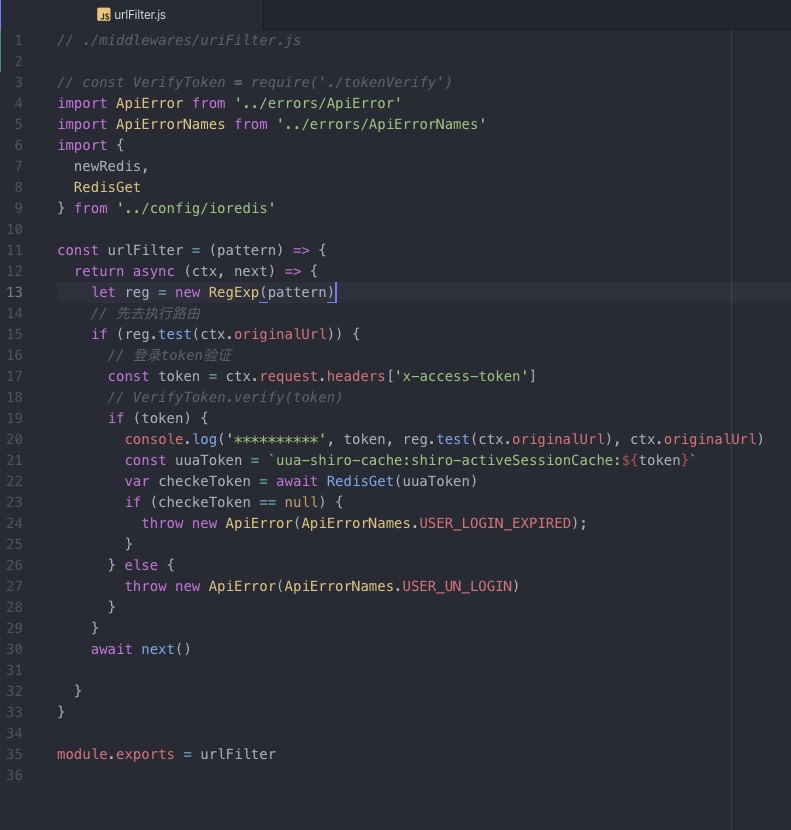 JS urlFilter.js
1 // ./middlewares/uriFilter.js
2
3 // const VerifyToken = require('./tokenVerify')
4 import ApiError from '../errors/ApiError'
5 import ApiErrorNames from '../errors/ApiErrorNames'
6 import {
7   newRedis,
8   RedisGet
9 } from '../config/ioredis'
10
11 const urlFilter = (pattern) => {
12   return async (ctx, next) => {
13     let reg = new RegExp(pattern)
14     // 先去执行路由
15     if (reg.test(ctx.originalUrl)) {
16       // 登录token验证
17       const token = ctx.request.headers['x-access-token']
18       // VerifyToken.verify(token)
19       if (token) {
20         console.log('**********', token, reg.test(ctx.originalUrl), ctx.originalUrl)
21         const uuaToken = `uua-shiro-cache:shiro-activeSessionCache:${token}`
22         var checkeToken = await RedisGet(uuaToken)
23         if (checkeToken == null) {
24           throw new ApiError(ApiErrorNames.USER_LOGIN_EXPIRED);
25         }
26       } else {
27         throw new ApiError(ApiErrorNames.USER_UN_LOGIN)
28       }
29     }
30     await next()
31
32   }
33 }
34
35 module.exports = urlFilter
36